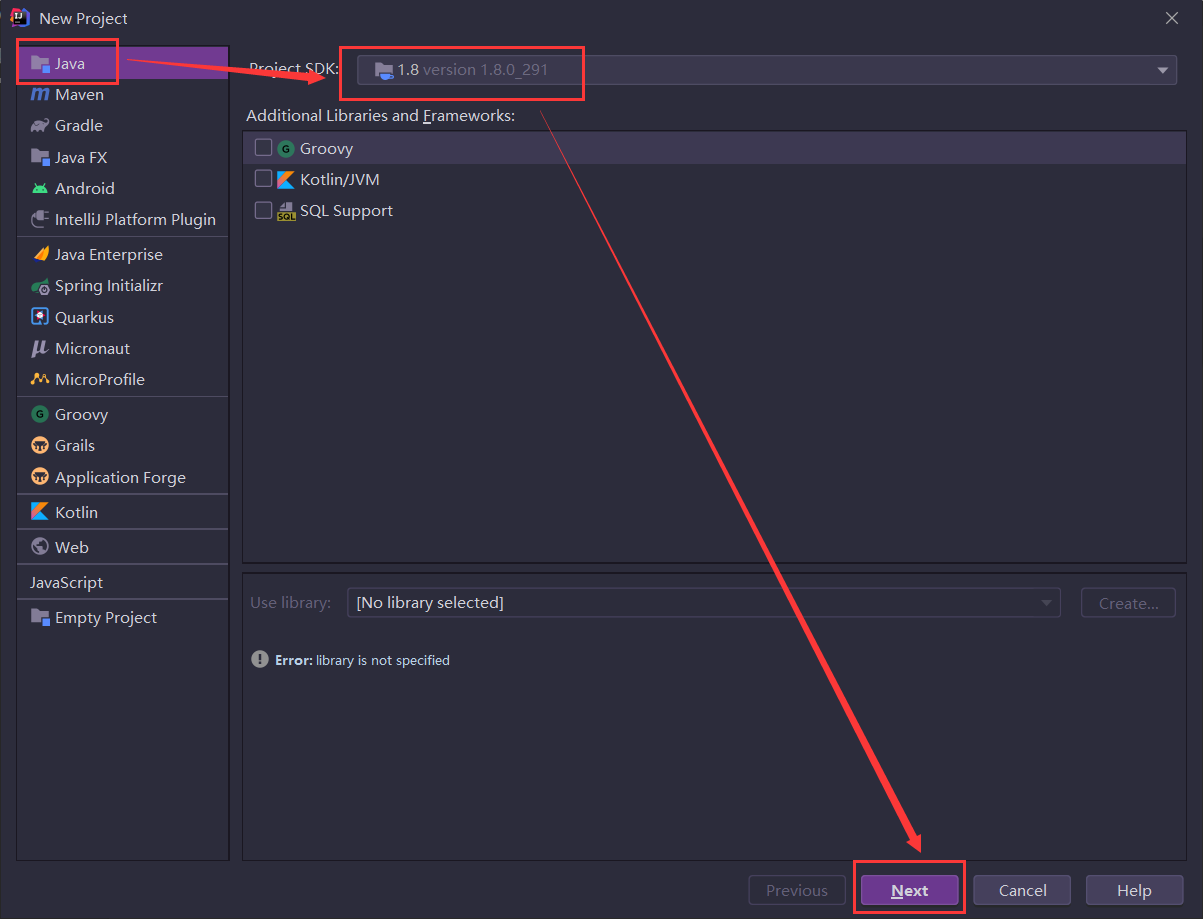 New Project
Java
Maven
Gradle
Java FX
Android
IntelliJ Platform Plugin
Java Enterprise
Spring Initializr
Quarkus
Micronaut
MicroProfile
Groovy
Grails
Application Forge
Kotlin
Web
JavaScript
Empty Project
Project SDK: 1.8 version 1.8.0_291
Additional Libraries and Frameworks:
Groovy
Kotlin/JVM
SQL Support
Use library: [No library selected] Create...
Error: library is not specified
Previous Next Cancel Help